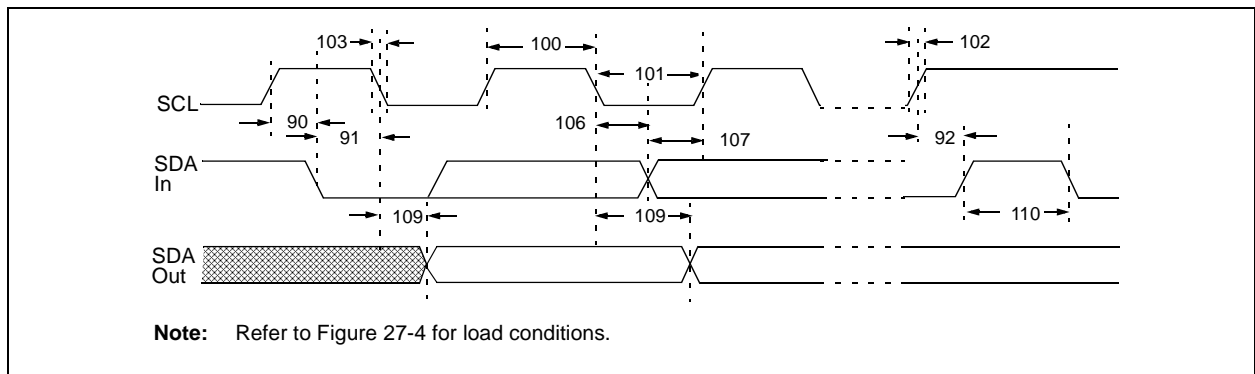 103
100
101
102
SCL
90
91
106
107
92
SDA
In
109
109
110
SDA
Out
Note: Refer to Figure 27-4 for load conditions.